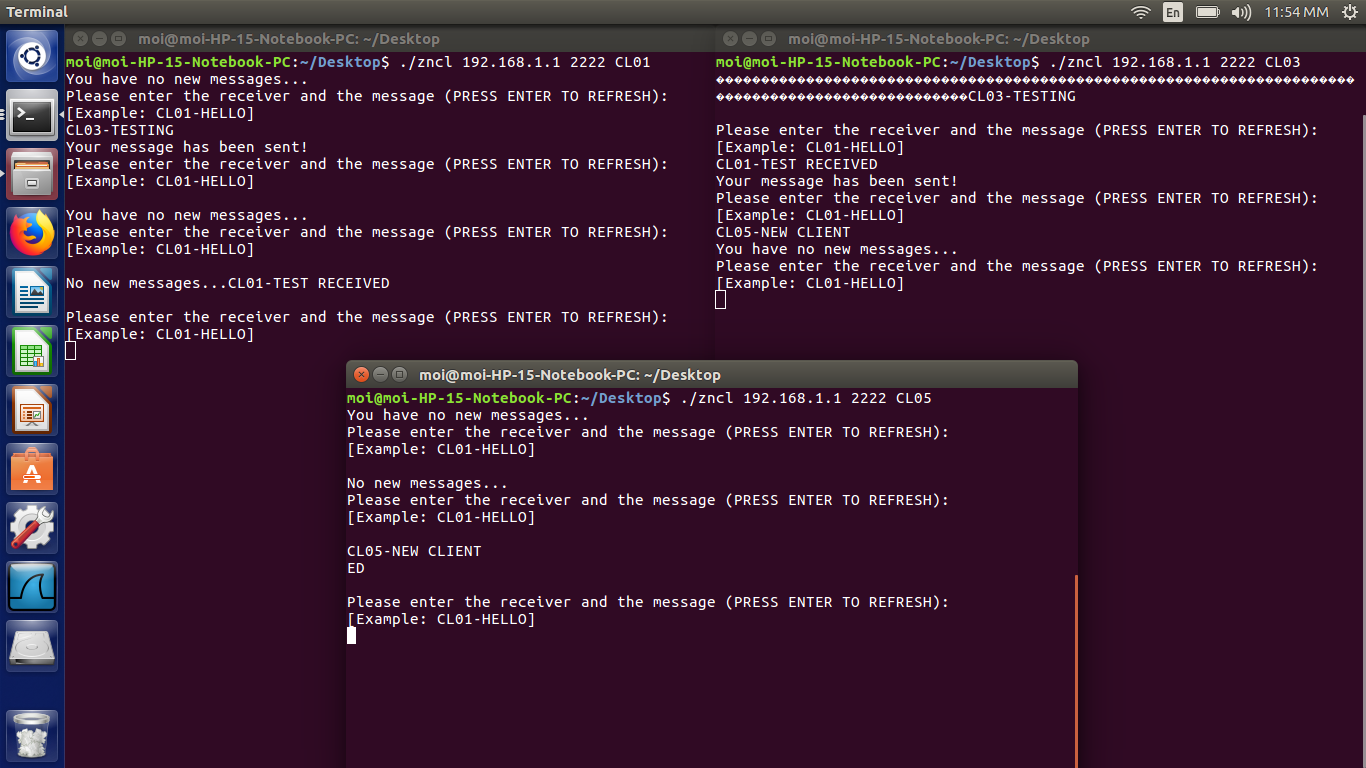 Terminal
En
11:54 MM
moi@moi-HP-15-Notebook-PC: ~/Desktop
moi@moi-HP-15-Notebook-PC:~/Desktop$ ./zncl 192.168.1.1 2222 CL01
You have no new messages...
Please enter the receiver and the message (PRESS ENTER TO REFRESH):
[Example: CL01-HELLO]
CL03-TESTING
Your message has been sent!
Please enter the receiver and the message (PRESS ENTER TO REFRESH):
[Example: CL01-HELLO]
You have no new messages...
Please enter the receiver and the message (PRESS ENTER TO REFRESH):
[Example: CL01-HELLO]
No new messages...CL01-TEST RECEIVED
Please enter the receiver and the message (PRESS ENTER TO REFRESH):
[Example: CL01-HELLO]
moi@moi-HP-15-Notebook-PC: ~/Desktop
moi@moi-HP-15-Notebook-PC:~/Desktop$ ./zncl 192.168.1.1 2222 CL03
CL03-TESTING
Please enter the receiver and the message (PRESS ENTER TO REFRESH):
[Example: CL01-HELLO]
CL01-TEST RECEIVED
Your message has been sent!
Please enter the receiver and the message (PRESS ENTER TO REFRESH):
[Example: CL01-HELLO]
CL05-NEW CLIENT
You have no new messages...
Please enter the receiver and the message (PRESS ENTER TO REFRESH):
[Example: CL01-HELLO]
moi@moi-HP-15-Notebook-PC: ~/Desktop
moi@moi-HP-15-Notebook-PC:~/Desktop$ ./zncl 192.168.1.1 2222 CL05
You have no new messages...
Please enter the receiver and the message (PRESS ENTER TO REFRESH):
[Example: CL01-HELLO]
No new messages...
Please enter the receiver and the message (PRESS ENTER TO REFRESH):
[Example: CL01-HELLO]
CL05-NEW CLIENT
ED
Please enter the receiver and the message (PRESS ENTER TO REFRESH):
[Example: CL01-HELLO]